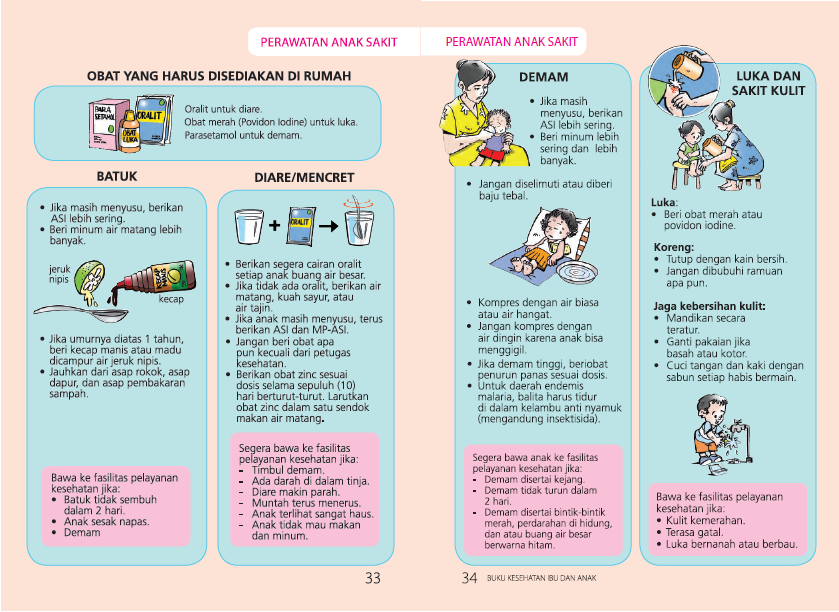 PERAWATAN ANAK SAKIT
OBAT YANG HARUS DISEDIAKAN DI RUMAH
PARA
SETAMOL
OBAT
LUKA
ORALIT
Oralit untuk diare.
Obat merah (Povidon Iodine) untuk luka.
Parasetamol untuk demam.
BATUK
• Jika masih menyusu, berikan
ASI lebih sering.
• Beri minum air matang lebih
banyak.
jeruk
nipis
KECAP
MANIS
kecap
• Jika umurnya diatas 1 tahun,
beri kecap manis atau madu
dicampur air jeruk nipis.
• Jauhkan dari asap rokok, asap
dapur, dan asap pembakaran
sampah.
Bawa ke fasilitas pelayanan
kesehatan jika:
• Batuk tidak sembuh
dalam 2 hari.
• Anak sesak napas.
• Demam
DIARE/MENCRET
+
ORALIT
• Berikan segera cairan oralit
setiap anak buang air besar.
• Jika tidak ada oralit, berikan air
matang, kuah sayur, atau
air tajin.
• Jika anak masih menyusu, terus
berikan ASI dan MP-ASI.
• Jangan beri obat apa
pun kecuali dari petugas
kesehatan.
• Berikan obat zinc sesuai
dosis selama sepuluh (10)
hari berturut-turut. Larutkan
obat zinc dalam satu sendok
makan air matang.
Segera bawa ke fasilitas
pelayanan kesehatan jika:
- Timbul demam.
- Ada darah di dalam tinja.
- Diare makin parah.
- Muntah terus menerus.
- Anak terlihat sangat haus.
- Anak tidak mau makan
dan minum.
33
PERAWATAN ANAK SAKIT
DEMAM
• Jika masih
menyusu, berikan
ASI lebih sering.
• Beri minum lebih
sering dan lebih
banyak.
• Jangan diselimuti atau diberi
baju tebal.
• Kompres dengan air biasa
atau air hangat.
• Jangan kompres dengan
air dingin karena anak bisa
menggigil.
• Jika demam tinggi, beriobat
penurun panas sesuai dosis.
• Untuk daerah endemis
malaria, balita harus tidur
di dalam kelambu anti nyamuk
(mengandung insektisida).
Segera bawa anak ke fasilitas
pelayanan kesehatan jika:
- Demam disertai kejang.
- Demam tidak turun dalam
2 hari.
- Demam disertai bintik-bintik
merah, perdarahan di hidung,
dan atau buang air besar
berwarna hitam.
LUKA DAN
SAKIT KULIT
Luka:
• Beri obat merah atau
povidon iodine.
Koreng:
• Tutup dengan kain bersih.
• Jangan dibubuhi ramuan
apa pun.
Jaga kebersihan kulit:
• Mandikan secara
teratur.
• Ganti pakaian jika
basah atau kotor.
• Cuci tangan dan kaki dengan
sabun setiap habis bermain.
Bawa ke fasilitas pelayanan
kesehatan jika:
• Kulit kemerahan.
• Terasa gatal.
• Luka bernanah atau berbau.
34 BUKU KESEHATAN IBU DAN ANAK